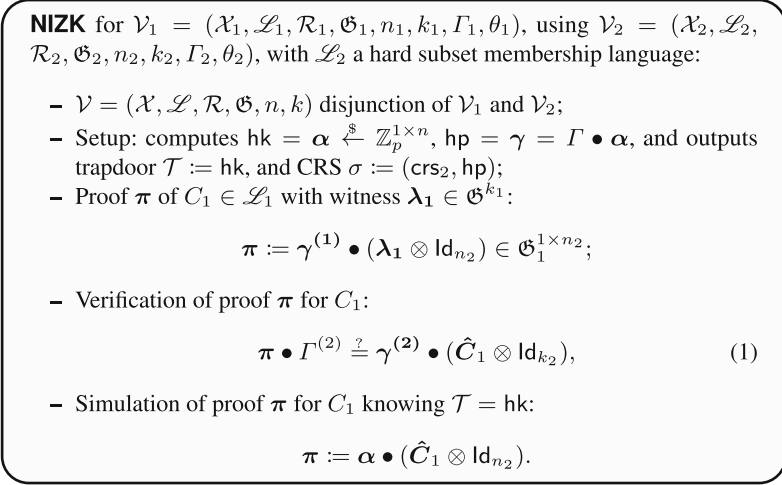 NIZK for 𝒱₁ = (𝒳₁, ℒ₁, ℛ₁, 𝕲₁, n₁, k₁, Γ₁, θ₁), using 𝒱₂ = (𝒳₂, ℒ₂,
ℛ₂, 𝕲₂, n₂, k₂, Γ₂, θ₂), with ℒ₂ a hard subset membership language:
– 𝒱 = (𝒳, ℒ, ℛ, 𝕲, n, k) disjunction of 𝒱₁ and 𝒱₂;
– Setup: computes hk = α ←$ ℤₚ^{1×n}, hp = γ = Γ • α, and outputs
trapdoor 𝒯 := hk, and CRS σ := (crs₂, hp);
– Proof π of C₁ ∈ ℒ₁ with witness λ₁ ∈ 𝕲^{k₁}:
π := γ^{(1)} • (λ₁ ⊗ Id_{n₂}) ∈ 𝕲₁^{1×n₂};
– Verification of proof π for C₁:
π • Γ^{(2)} ≟ γ^{(2)} • (Ĉ₁ ⊗ Id_{k₂}), (1)
– Simulation of proof π for C₁ knowing 𝒯 = hk:
π := α • (Ĉ₁ ⊗ Id_{n₂}).